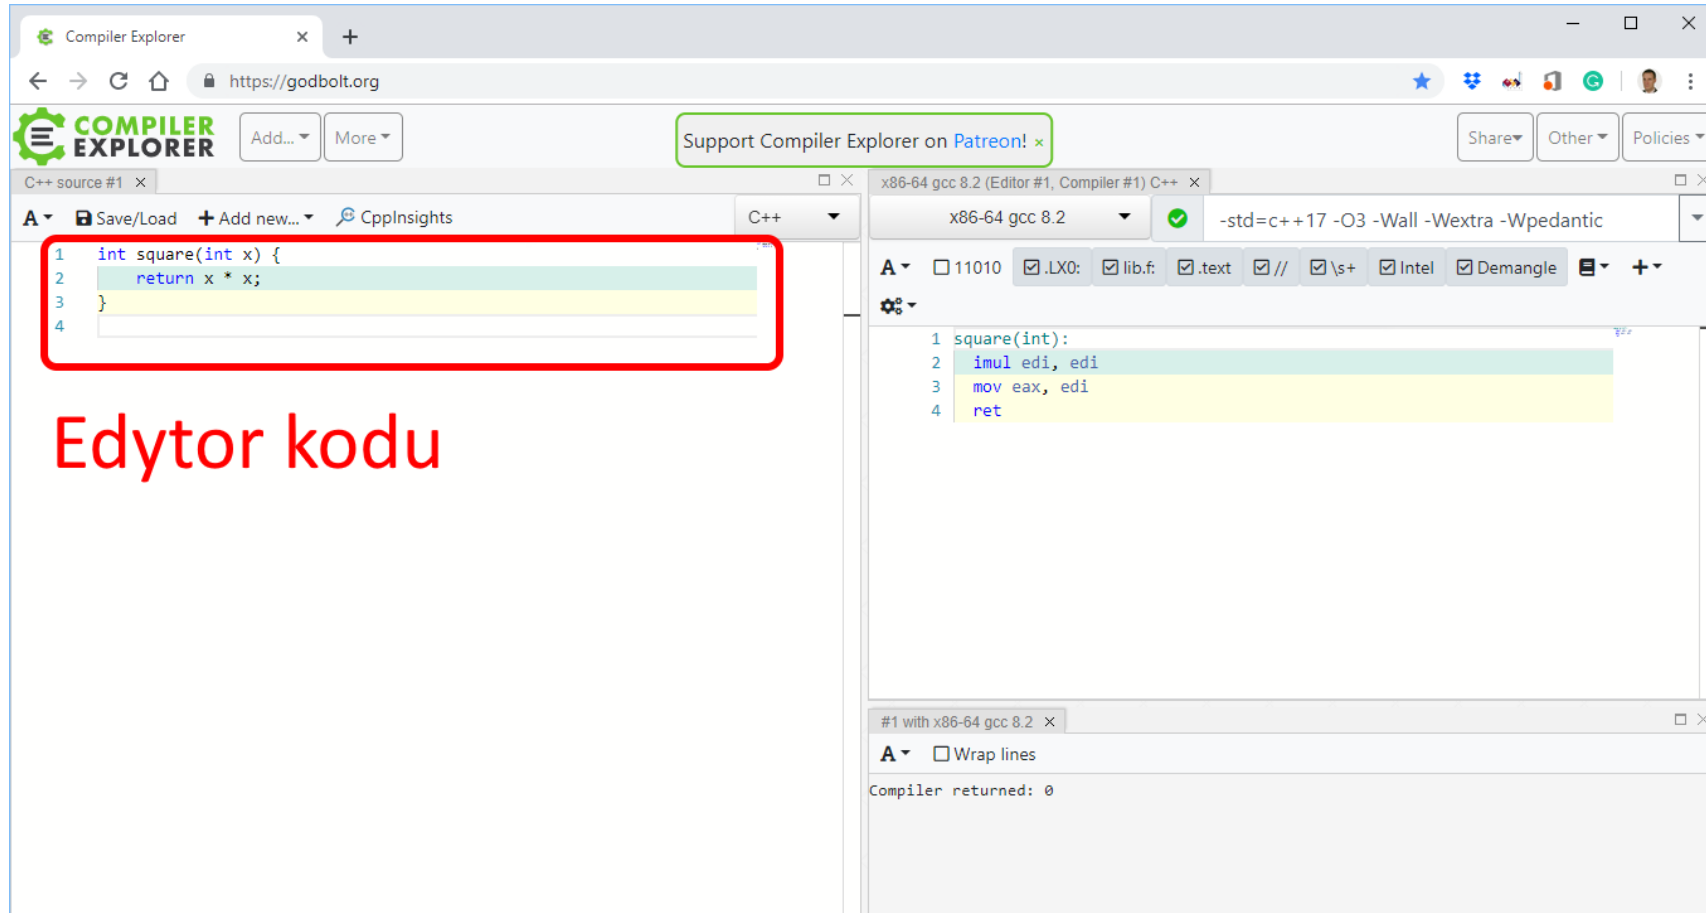 Compiler Explorer
https://godbolt.org
COMPILER
EXPLORER
Add...
More
Support Compiler Explorer on Patreon! ×
Share
Other
Policies
C++ source #1
A
Save/Load
+ Add new...
CppInsights
C++
1 int square(int x) {
2 return x * x;
3 }
4
Edytor kodu
x86-64 gcc 8.2 (Editor #1, Compiler #1) C++
x86-64 gcc 8.2
-std=c++17 -O3 -Wall -Wextra -Wpedantic
A
11010
.LX0:
lib.f:
.text
//
\s+
Intel
Demangle
1 square(int):
2 imul edi, edi
3 mov eax, edi
4 ret
#1 with x86-64 gcc 8.2
A
Wrap lines
Compiler returned: 0